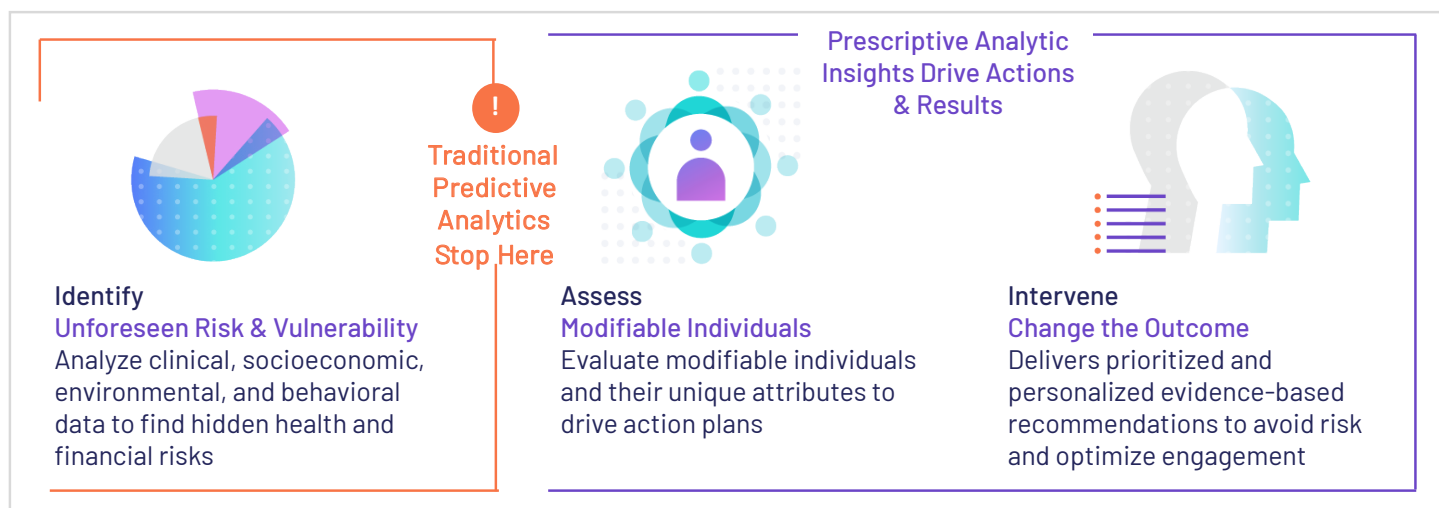 Prescriptive Analytic
Insights Drive Actions
& Results
!
Traditional
Predictive
Analytics
Stop Here
Identify
Unforeseen Risk & Vulnerability
Analyze clinical, socioeconomic,
environmental, and behavioral
data to find hidden health and
financial risks
Assess
Modifiable Individuals
Evaluate modifiable individuals
and their unique attributes to
drive action plans
Intervene
Change the Outcome
Delivers prioritized and
personalized evidence-based
recommendations to avoid risk
and optimize engagement